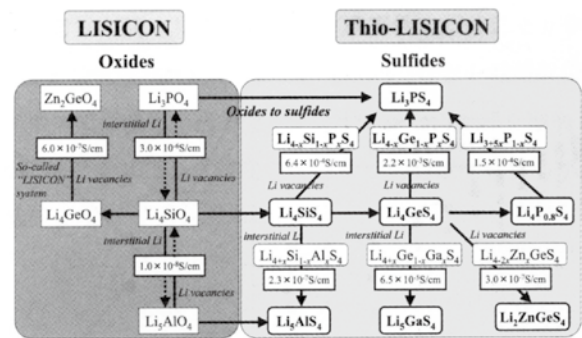 LISICON
Thio-LISICON
Oxides
Sulfides
Zn₂GeO₄
Li₃PO₄
Li₃PS₄
Oxides to sulfides
interstitial Li
6.0×10⁻⁷S/cm
3.0×10⁻⁶S/cm
So-called
"LISICON"
system
Li vacancies
Li vacancies
Li₄₋ₓSi₁₋ₓPₓS₄
6.4×10⁻⁴S/cm
Li₄₋ₓGe₁₋ₓPₓS₄
2.2×10⁻³S/cm
Li₃₊₅ₓP₁₋ₓS₄
1.5×10⁻⁴S/cm
Li vacancies
Li vacancies
Li₄GeO₄
Li₄SiO₄
Li₄SiS₄
Li₄GeS₄
Li₄P₀.₈S₄
interstitial Li
interstitial Li
interstitial Li
Li vacancies
1.0×10⁻⁸S/cm
Li₄₊ₓSi₁₋ₓAlₓS₄
2.3×10⁻⁷S/cm
Li₄₊ₓGe₁₋ₓGaₓS₄
6.5×10⁻⁵S/cm
Li₄₋₂ₓZnₓGeS₄
3.0×10⁻⁷S/cm
Li vacancies
Li₅AlO₄
Li₅AlS₄
Li₅GaS₄
Li₂ZnGeS₄